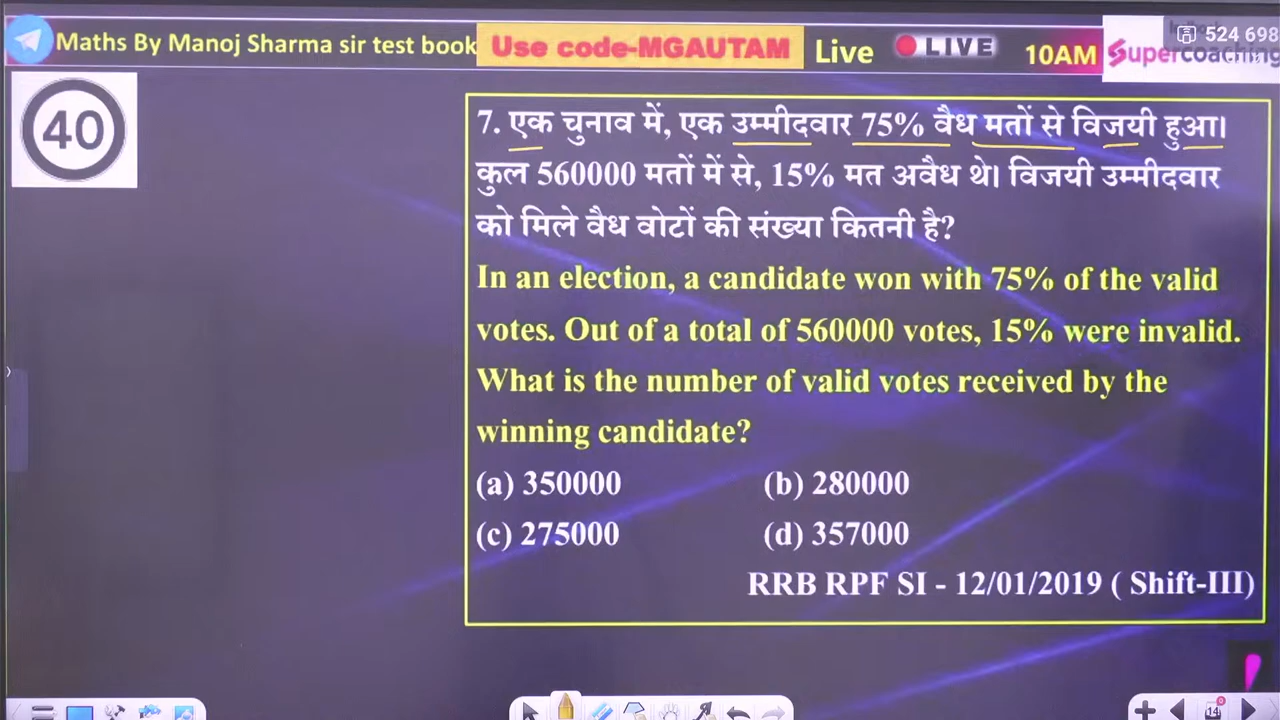 Maths By Manoj Sharma sir test book Use code-MGAUTAM Live LIVE 10AM Supercoaching
524 698
40
7. एक चुनाव में, एक उम्मीदवार 75% वैध मतों से विजयी हुआ।
कुल 560000 मतों में से, 15% मत अवैध थे। विजयी उम्मीदवार
को मिले वैध वोटों की संख्या कितनी है?
In an election, a candidate won with 75% of the valid
votes. Out of a total of 560000 votes, 15% were invalid.
What is the number of valid votes received by the
winning candidate?
(a) 350000 (b) 280000
(c) 275000 (d) 357000
RRB RPF SI - 12/01/2019 ( Shift-III)
14